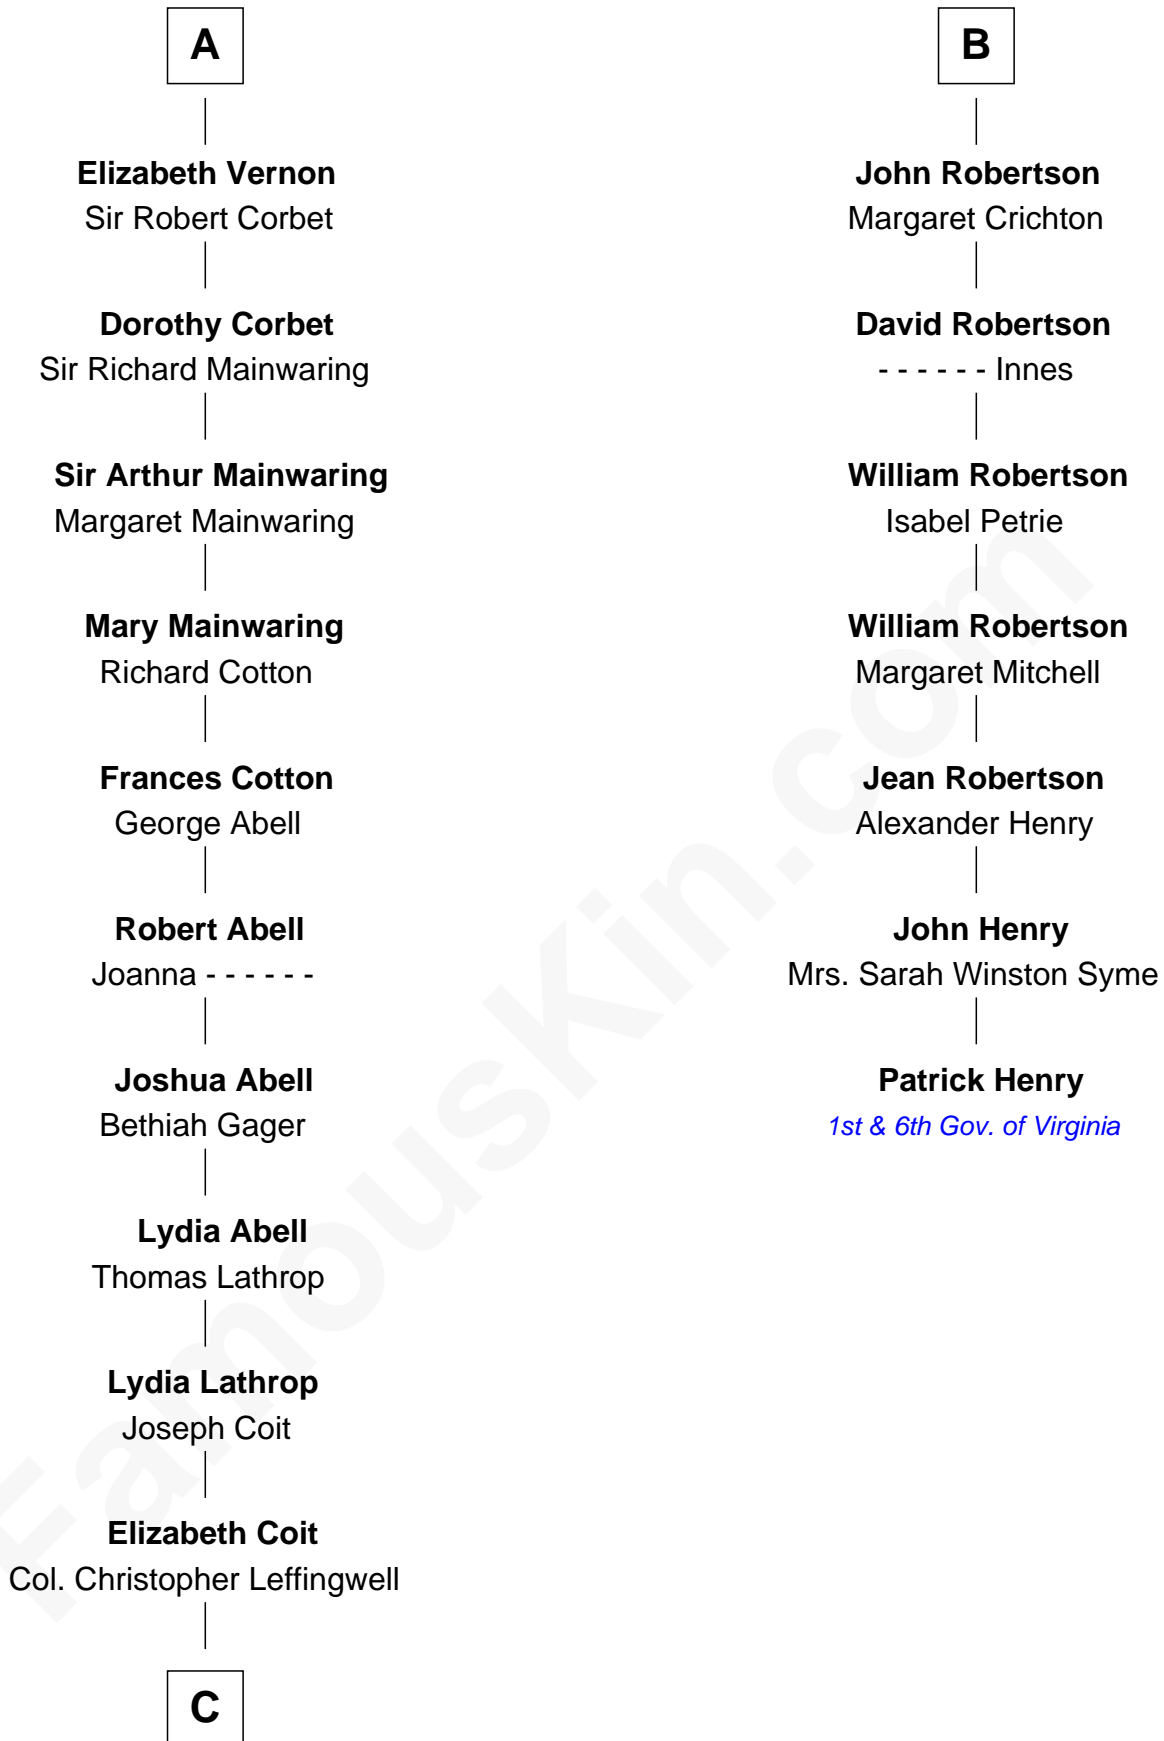 A
Elizabeth Vernon
Sir Robert Corbet
Dorothy Corbet
Sir Richard Mainwaring
Sir Arthur Mainwaring
Margaret Mainwaring
Mary Mainwaring
Richard Cotton
Frances Cotton
George Abell
Robert Abell
Joanna - - - - - -
Joshua Abell
Bethiah Gager
Lydia Abell
Thomas Lathrop
Lydia Lathrop
Joseph Coit
Elizabeth Coit
Col. Christopher Leffingwell
C
B
John Robertson
Margaret Crichton
David Robertson
- - - - - - Innes
William Robertson
Isabel Petrie
William Robertson
Margaret Mitchell
Jean Robertson
Alexander Henry
John Henry
Mrs. Sarah Winston Syme
Patrick Henry
1st & 6th Gov. of Virginia
FamousKin.com